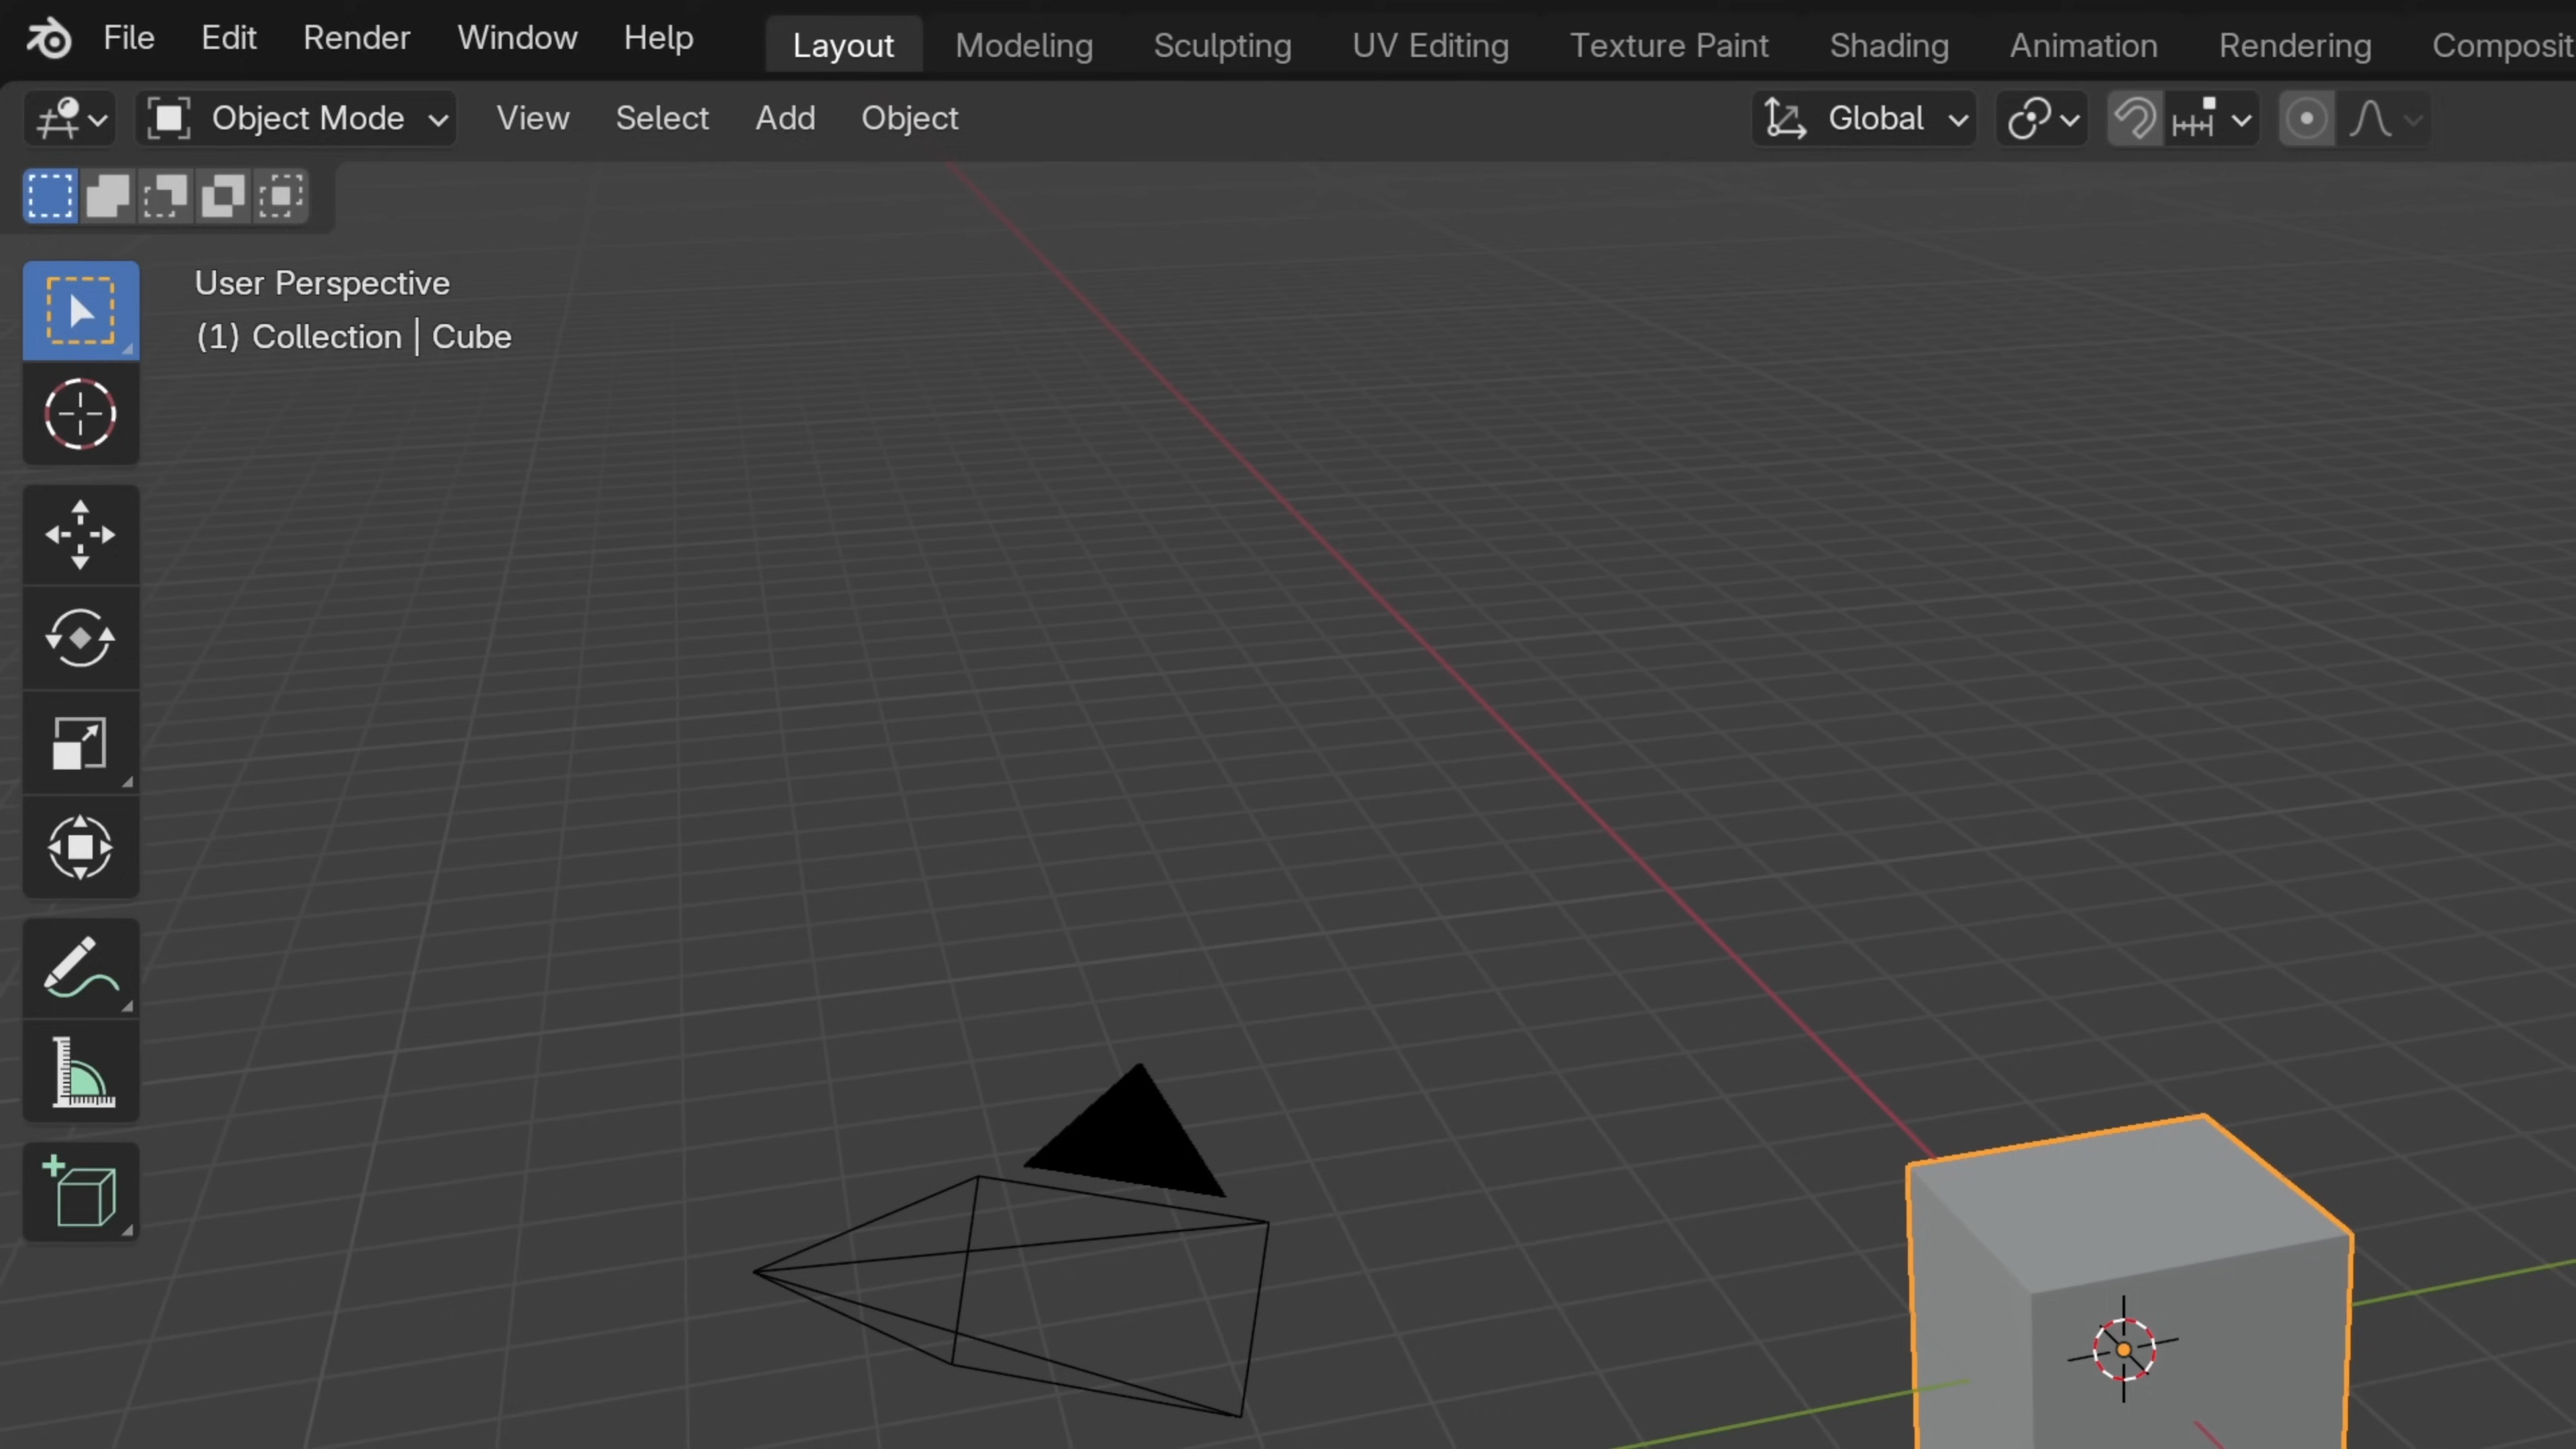 File Edit Render Window Help Layout Modeling Sculpting UV Editing Texture Paint Shading Animation Rendering Composit
Object Mode View Select Add Object Global
User Perspective
(1) Collection | Cube